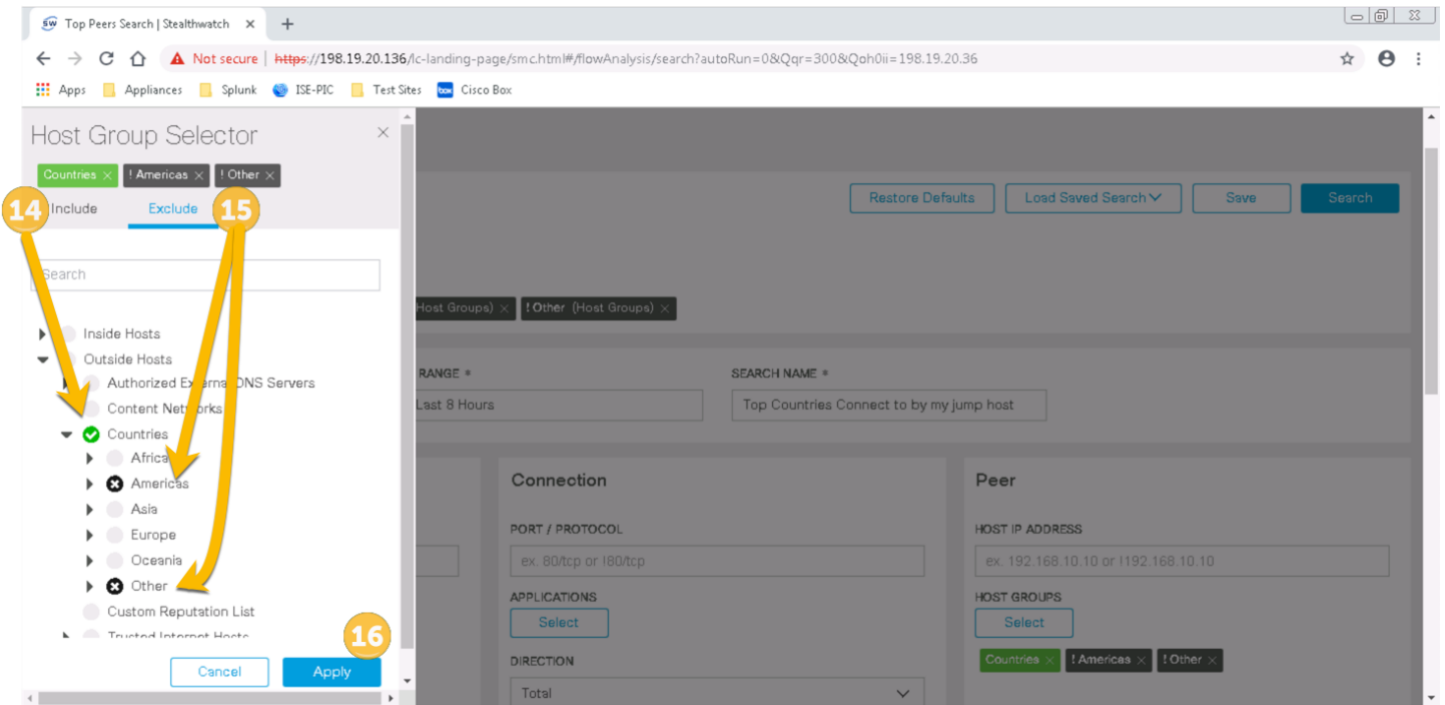 Top Peers Search | Stealthwatch
Not secure | https://198.19.20.136/lc-landing-page/smc.html#/flowAnalysis/search?autoRun=0&Qqr=300&Qoh0ii=198.19.20.36
Apps Appliances Splunk ISE-PIC Test Sites Cisco Box
Host Group Selector
Countries ! Americas ! Other
14 Include Exclude 15
Restore Defaults Load Saved Search Save Search
Search
Host Groups) ! Other (Host Groups)
Inside Hosts
Outside Hosts
Authorized External DNS Servers
Content Networks
Countries
Africa
Americas
Asia
Europe
Oceania
Other
Custom Reputation List
Trusted Internet Hosts
16
Cancel Apply
RANGE *
Last 8 Hours
SEARCH NAME *
Top Countries Connect to by my jump host
Connection
PORT / PROTOCOL
ex. 80/tcp or !80/tcp
APPLICATIONS
Select
DIRECTION
Total
Peer
HOST IP ADDRESS
ex. 192.168.10.10 or !192.168.10.10
HOST GROUPS
Select
Countries ! Americas ! Other